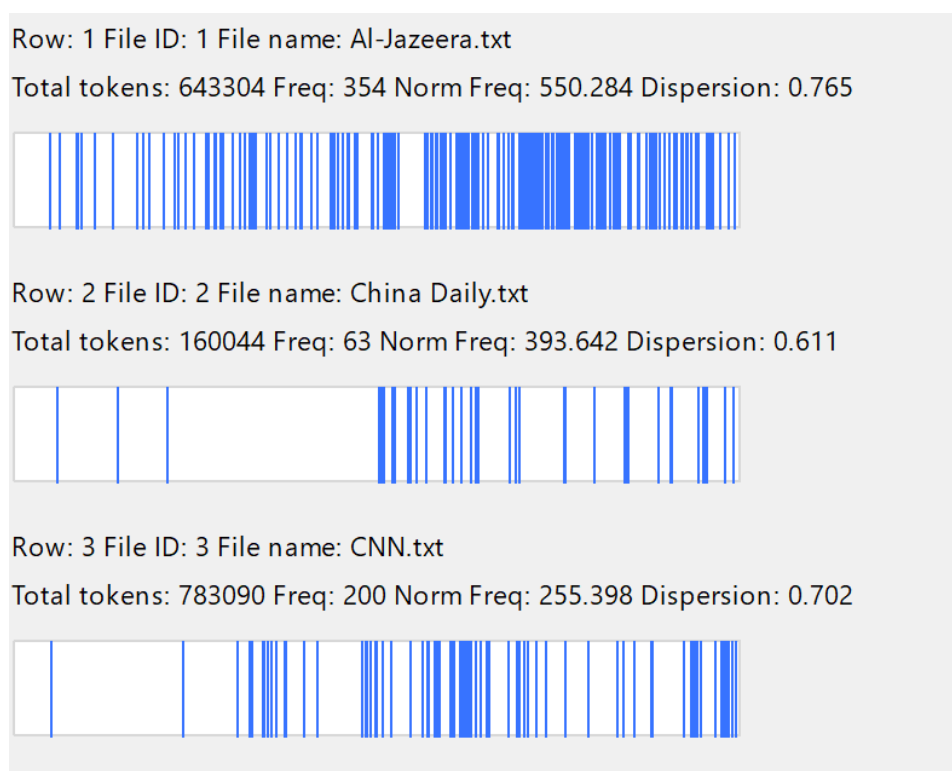 Row: 1 File ID: 1 File name: Al-Jazeera.txt
Total tokens: 643304 Freq: 354 Norm Freq: 550.284 Dispersion: 0.765
Row: 2 File ID: 2 File name: China Daily.txt
Total tokens: 160044 Freq: 63 Norm Freq: 393.642 Dispersion: 0.611
Row: 3 File ID: 3 File name: CNN.txt
Total tokens: 783090 Freq: 200 Norm Freq: 255.398 Dispersion: 0.702